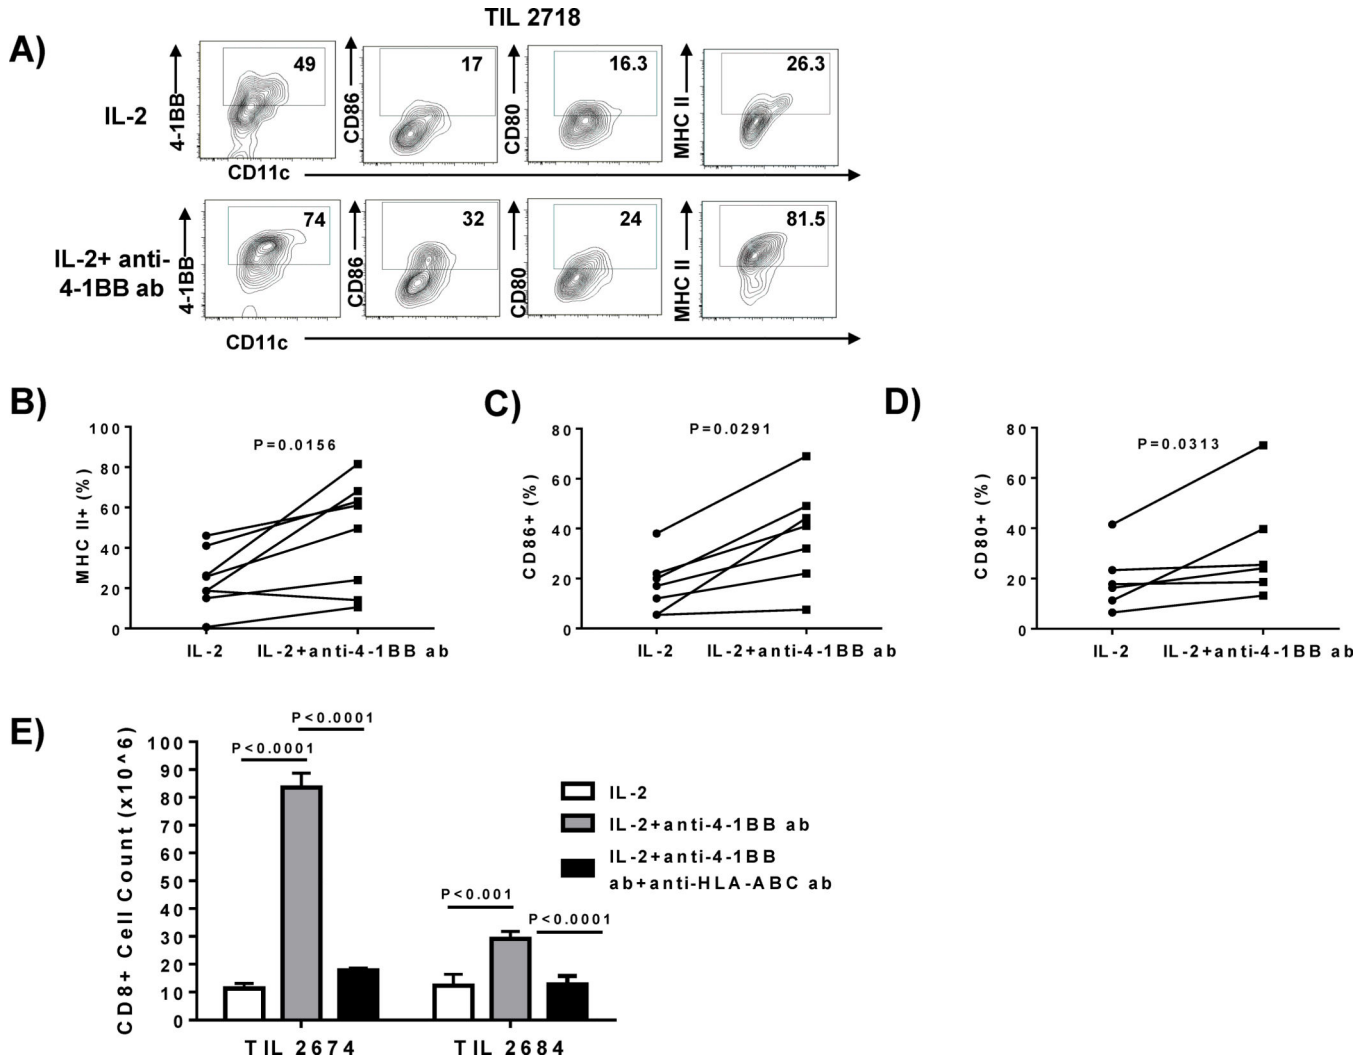 TIL 2718
A)
IL-2
4-1BB
49
CD86
17
CD80
16.3
MHC II
26.3
CD11c
IL-2+ anti-
4-1BB ab
4-1BB
74
CD86
32
CD80
24
MHC II
81.5
CD11c
B)
MHC II+ (%)
100
80
60
40
20
0
P=0.0156
IL-2
IL-2+anti-4-1BB ab
C)
CD86+ (%)
80
60
40
20
0
P=0.0291
IL-2
IL-2+anti-4-1BB ab
D)
CD80+ (%)
80
60
40
20
0
P=0.0313
IL-2
IL-2+anti-4-1BB ab
E)
CD8+ Cell Count (x10^6)
100
90
80
70
60
50
40
30
20
10
0
P<0.0001
P<0.0001
P<0.001
P<0.0001
TIL 2674
TIL 2684
IL-2
IL-2+anti-4-1BB ab
IL-2+anti-4-1BB
ab+anti-HLA-ABC ab